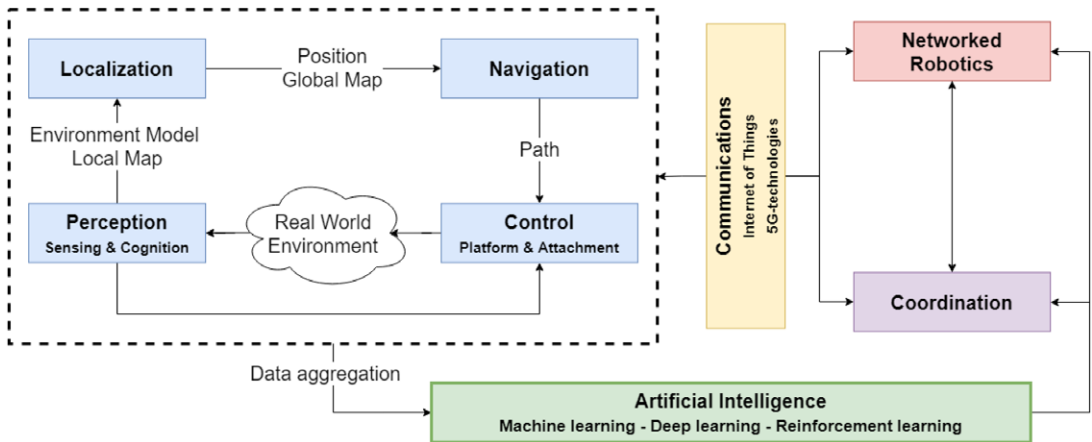 Localization
Position
Global Map
Navigation
Environment Model
Local Map
Path
Perception
Sensing & Cognition
Real World
Environment
Control
Platform & Attachment
Communications
Internet of Things
5G-technologies
Networked
Robotics
Coordination
Data aggregation
Artificial Intelligence
Machine learning - Deep learning - Reinforcement learning